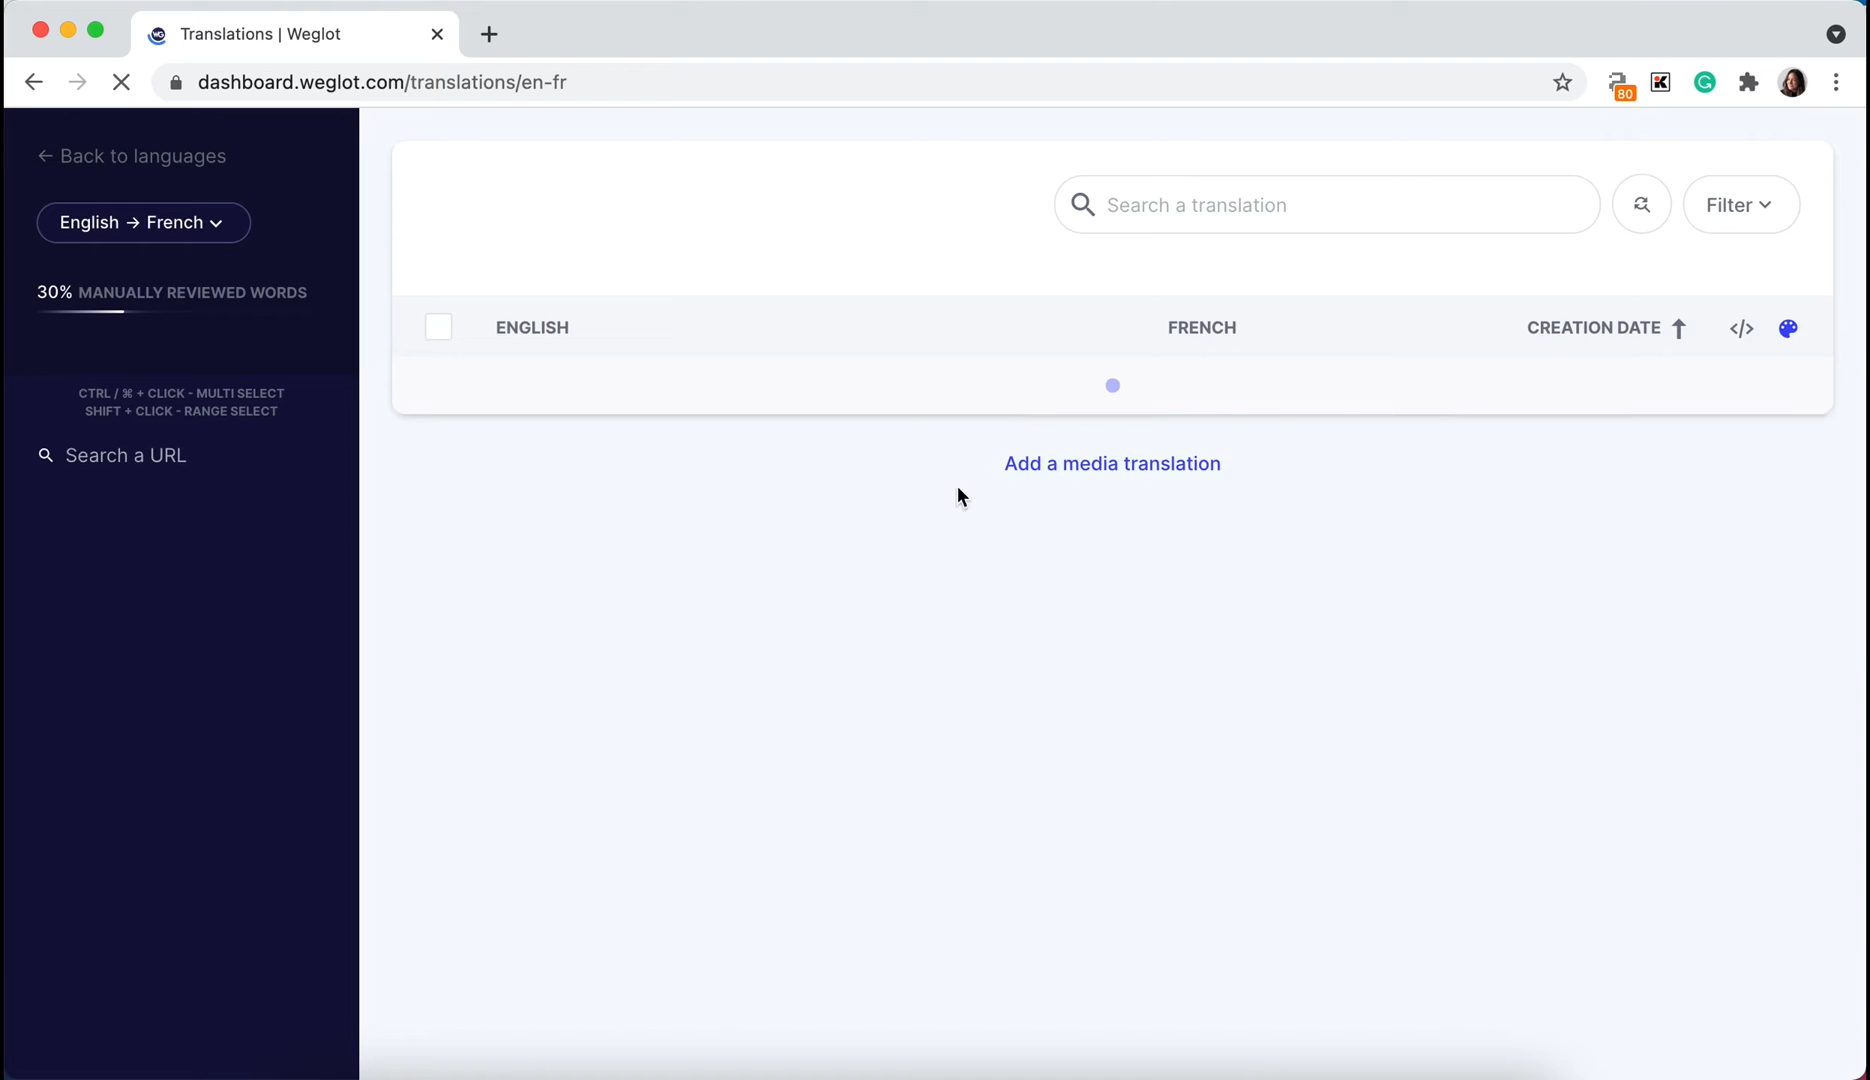 Translations | Weglot
dashboard.weglot.com/translations/en-fr
80
← Back to languages
English → French
30% MANUALLY REVIEWED WORDS
CTRL / ⌘ + CLICK - MULTI SELECT
SHIFT + CLICK - RANGE SELECT
Search a URL
Search a translation
Filter
ENGLISH
FRENCH
CREATION DATE
Add a media translation